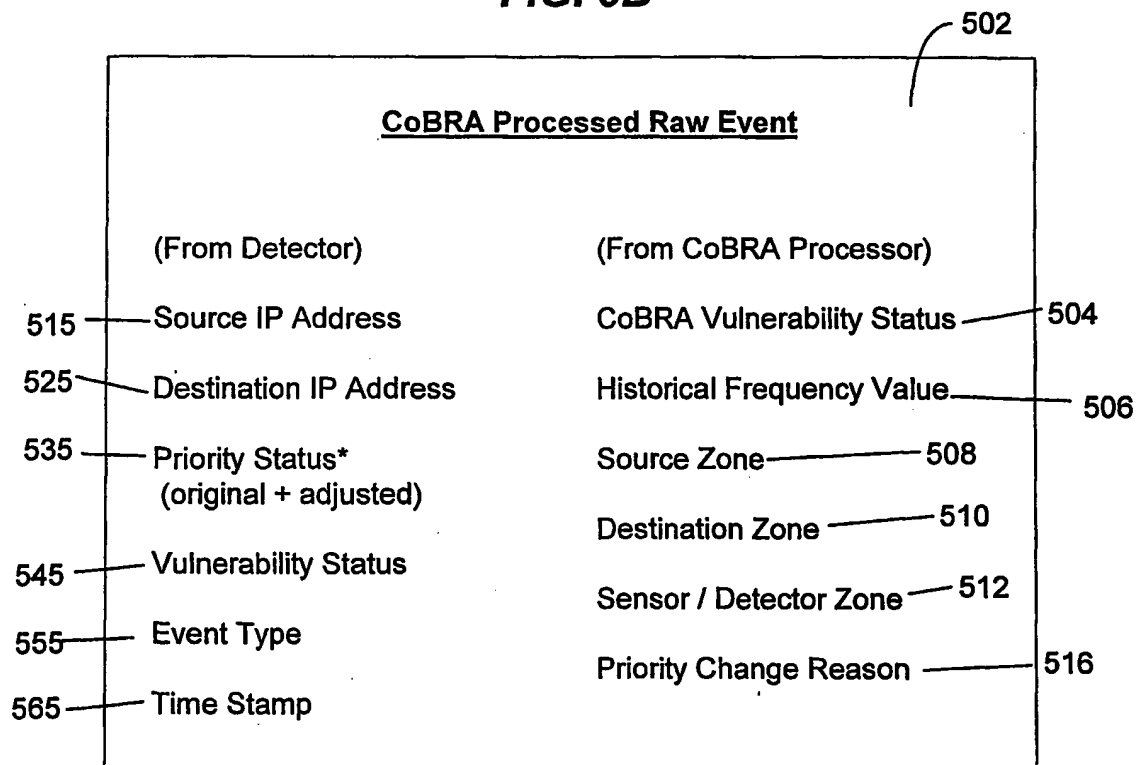 502
CoBRA Processed Raw Event
(From Detector) (From CoBRA Processor)
515 Source IP Address CoBRA Vulnerability Status 504
525 Destination IP Address Historical Frequency Value 506
535 Priority Status* Source Zone 508
(original + adjusted)
Destination Zone 510
545 Vulnerability Status
Sensor / Detector Zone 512
555 Event Type
Priority Change Reason 516
565 Time Stamp